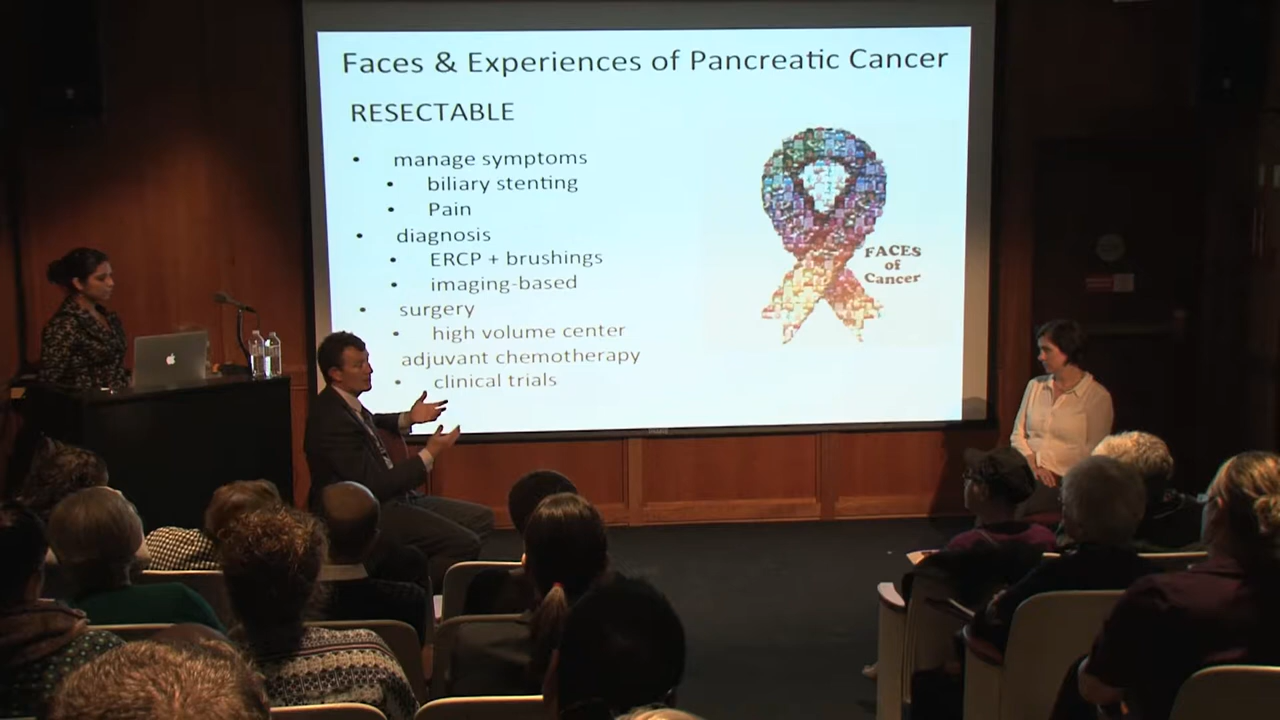 Faces & Experiences of Pancreatic Cancer
RESECTABLE
• manage symptoms
• biliary stenting
• Pain
• diagnosis
• ERCP + brushings
• imaging-based
• surgery
• high volume center
adjuvant chemotherapy
• clinical trials
FACES
of
Cancer